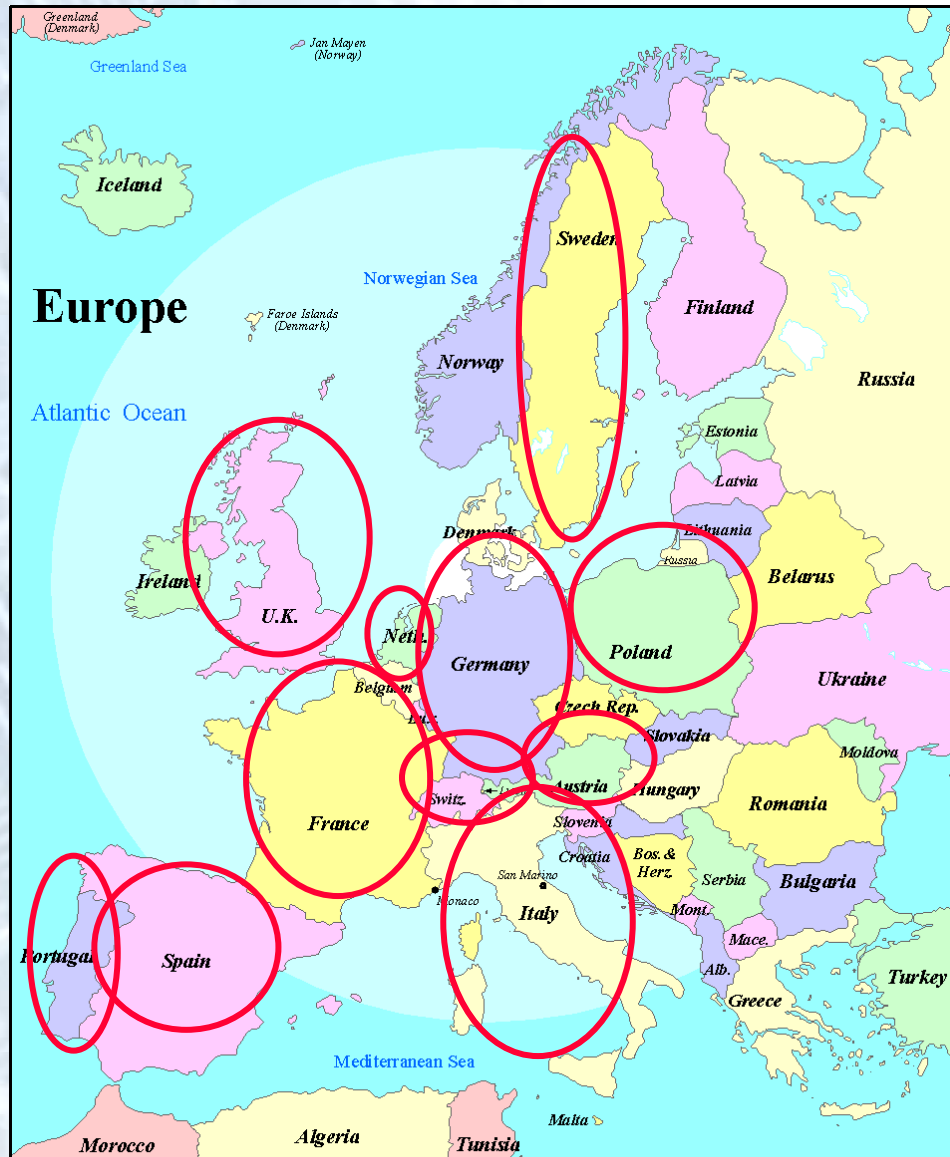 Greenland
(Denmark)
Jan Mayen
(Norway)
Greenland Sea
Iceland
Sweden
Norwegian Sea
Europe
Faroe Islands
(Denmark)
Finland
Norway
Russia
Atlantic Ocean
Estonia
Latvia
Denmark
Lithuania
Russia
Ireland
Belarus
U.K.
Neth.
Poland
Germany
Ukraine
Belgium
Lux.
Czech Rep.
Slovakia
Moldova
Austria
Hungary
Switz.
Romania
France
Slovenia
Croatia
Bos. &
Herz.
San Marino
Serbia
Bulgaria
Monaco
Italy
Mont.
Mace.
Portugal
Spain
Alb.
Turkey
Greece
Mediterranean Sea
Malta
Algeria
Morocco
Tunisia